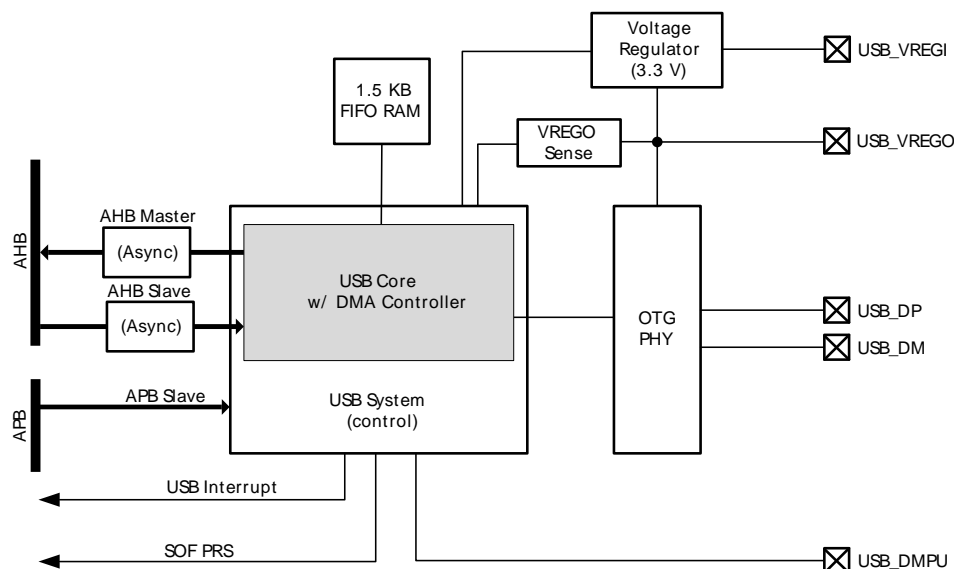 Voltage
Regulator
(3.3 V)
USB_VREGI
1.5 KB
FIFO RAM
VREGO
Sense
USB_VREGO
AHB
AHB Master
(Async)
AHB Slave
(Async)
USB Core
w/ DMA Controller
OTG
PHY
USB_DP
USB_DM
APB
APB Slave
USB System
(control)
USB Interrupt
SOF PRS
USB_DMPU